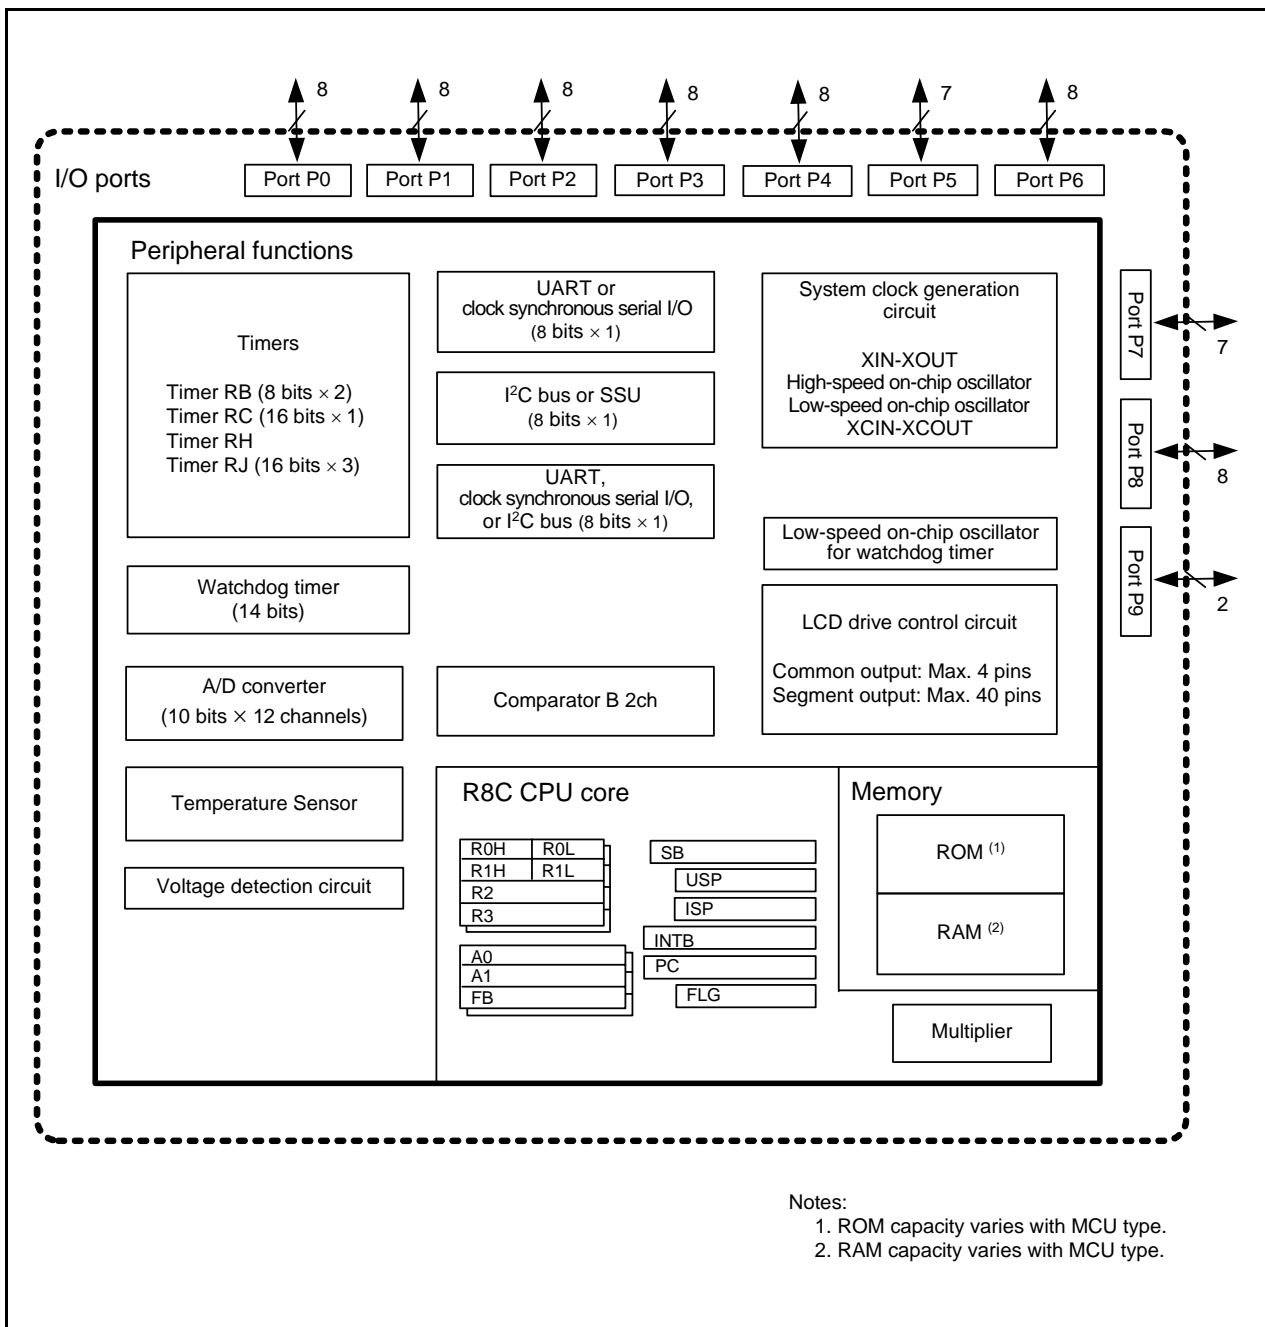 8 8 8 8 8 7 8
I/O ports
Port P0 Port P1 Port P2 Port P3 Port P4 Port P5 Port P6
Peripheral functions
Timers
Timer RB (8 bits × 2)
Timer RC (16 bits × 1)
Timer RH
Timer RJ (16 bits × 3)
Watchdog timer
(14 bits)
A/D converter
(10 bits × 12 channels)
Temperature Sensor
Voltage detection circuit
UART or
clock synchronous serial I/O
(8 bits × 1)
I²C bus or SSU
(8 bits × 1)
UART,
clock synchronous serial I/O,
or I²C bus (8 bits × 1)
Comparator B 2ch
System clock generation
circuit
XIN-XOUT
High-speed on-chip oscillator
Low-speed on-chip oscillator
XCIN-XCOUT
Low-speed on-chip oscillator
for watchdog timer
LCD drive control circuit
Common output: Max. 4 pins
Segment output: Max. 40 pins
Port P7
7
Port P8
8
Port P9
2
R8C CPU core
R0H R0L
R1H R1L
R2
R3
A0
A1
FB
SB
USP
ISP
INTB
PC
FLG
Memory
ROM (1)
RAM (2)
Multiplier
Notes:
1. ROM capacity varies with MCU type.
2. RAM capacity varies with MCU type.